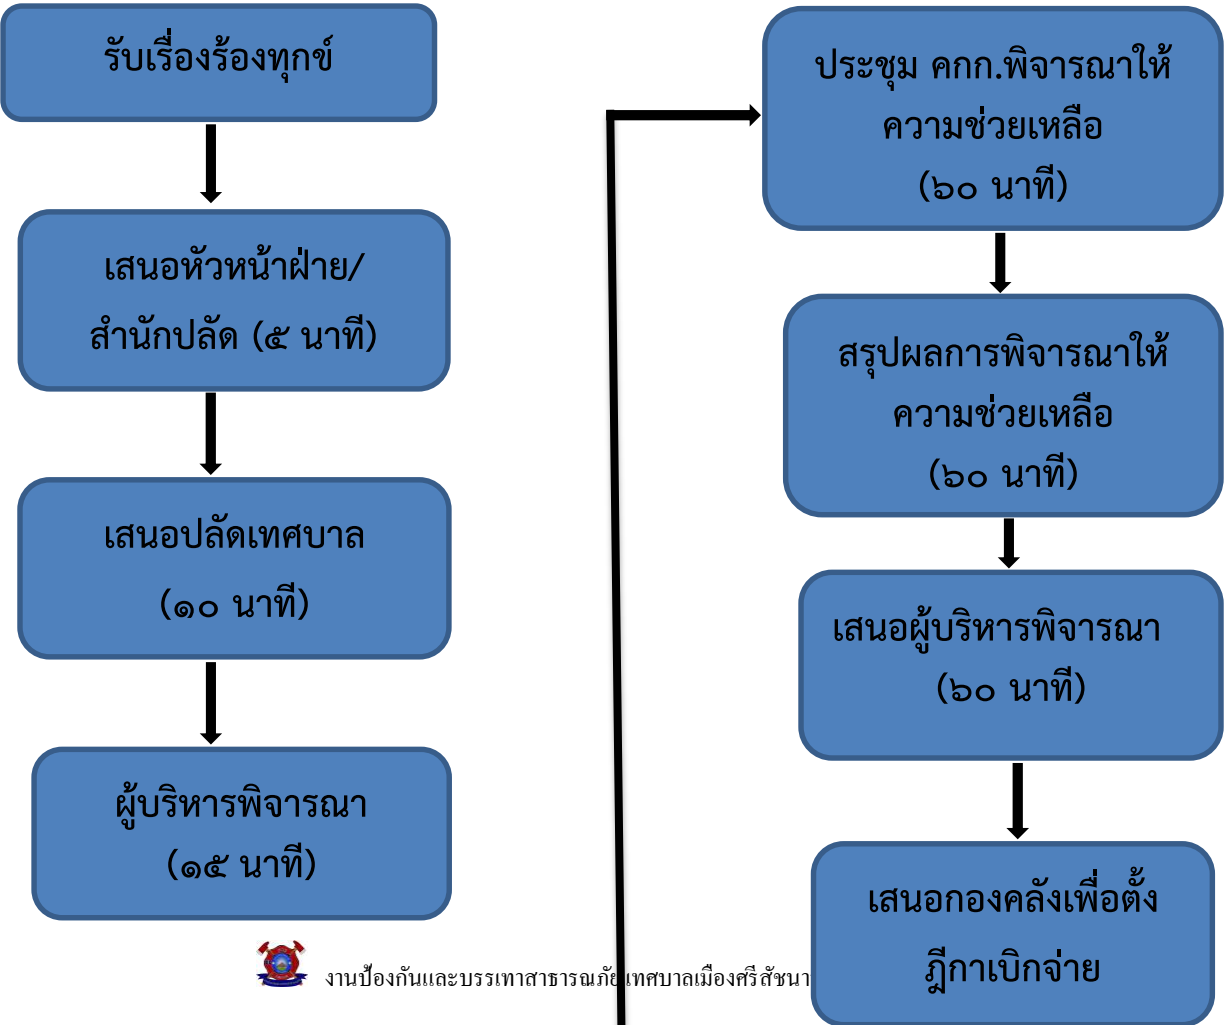 รับเรื่องร้องทุกข์
เสนอหัวหน้าฝ่าย/
สำนักปลัด (๕ นาที)
เสนอปลัดเทศบาล
(๑๐ นาที)
ผู้บริหารพิจารณา
(๑๕ นาที)
ประชุม คกก.พิจารณาให้
ความช่วยเหลือ
(๖๐ นาที)
สรุปผลการพิจารณาให้
ความช่วยเหลือ
(๖๐ นาที)
เสนอผู้บริหารพิจารณา
(๖๐ นาที)
เสนอกองคลังเพื่อตั้ง
ฎีกาเบิกจ่าย
งานป้องกันและบรรเทาสาธารณภัย เทศบาลเมืองศรีสัชนา